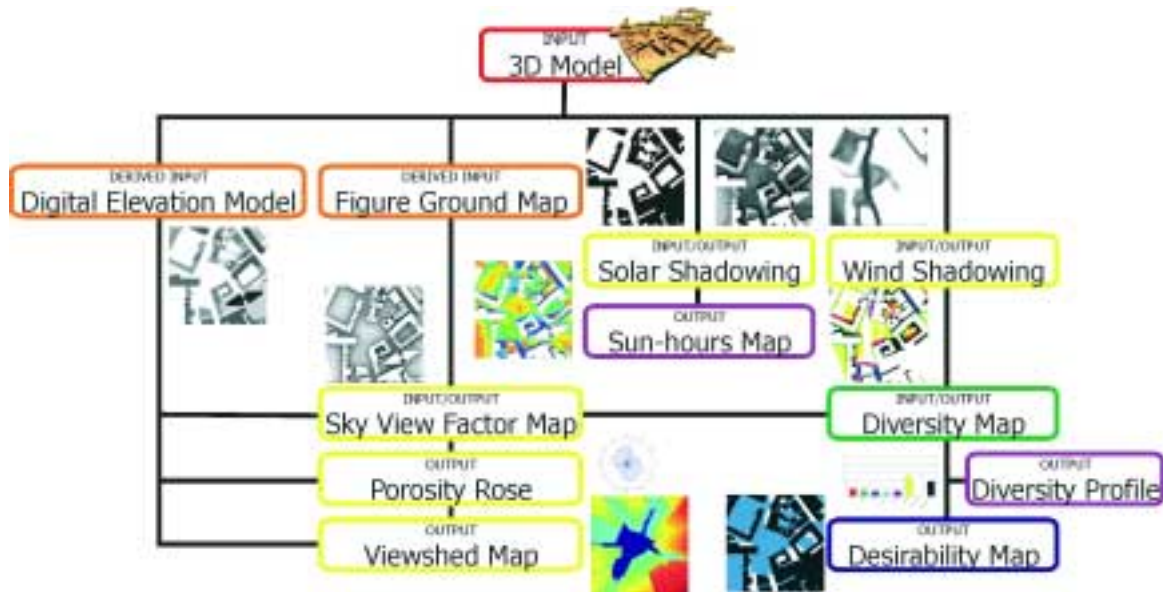 INPUT
3D Model
DERIVED INPUT
Digital Elevation Model
DERIVED INPUT
Figure Ground Map
INPUT/OUTPUT
Solar Shadowing
INPUT/OUTPUT
Wind Shadowing
OUTPUT
Sun-hours Map
INPUT/OUTPUT
Sky View Factor Map
INPUT/OUTPUT
Diversity Map
OUTPUT
Porosity Rose
OUTPUT
Diversity Profile
OUTPUT
Viewshed Map
OUTPUT
Desirability Map